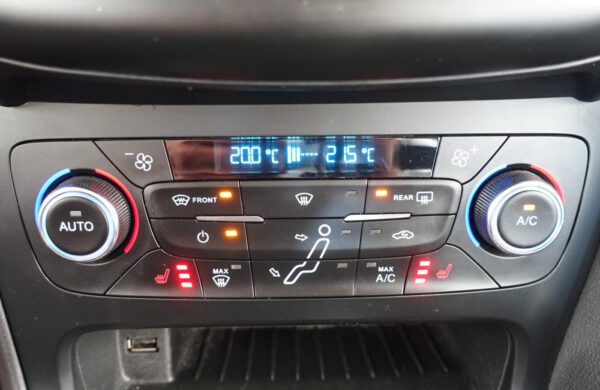 20.0 °C 21.5 °C
FRONT REAR
AUTO A/C
MAX MAX A/C